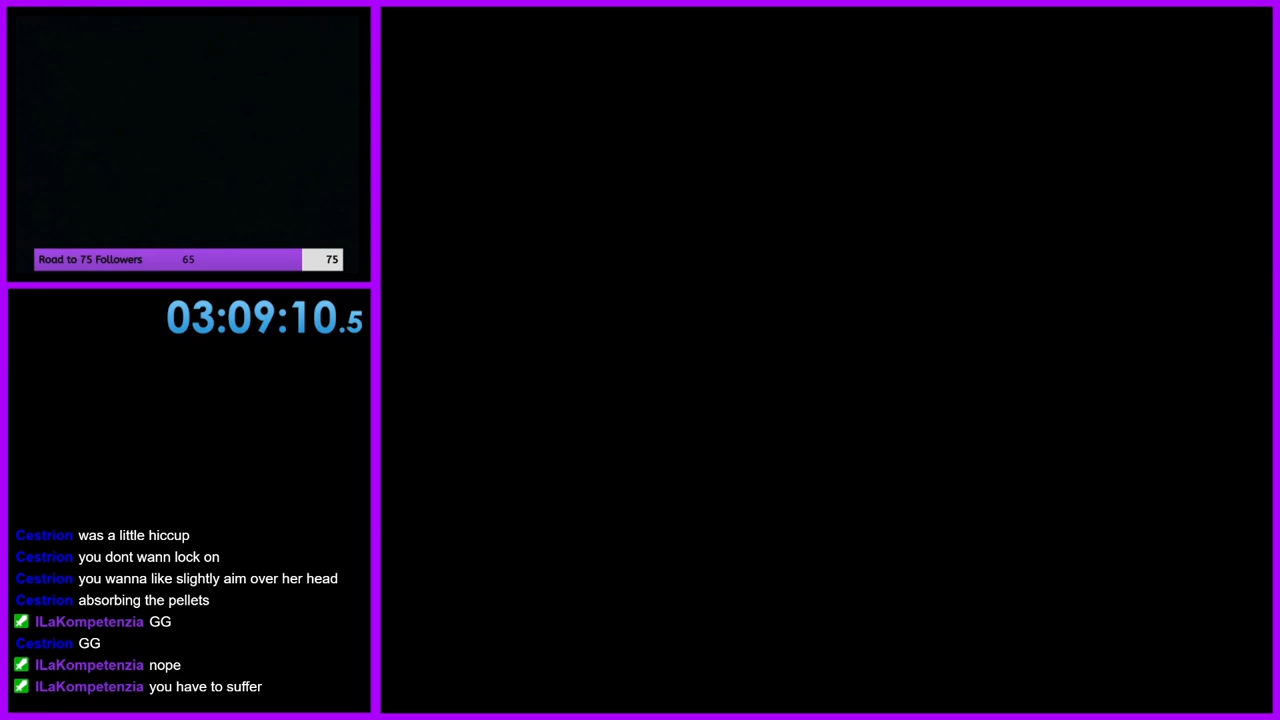 Road to 75 Followers 65 75
03:09:10.5
Cestrion was a little hiccup
Cestrion you dont wann lock on
Cestrion you wanna like slightly aim over her head
Cestrion absorbing the pellets
ILaKompetenzia GG
Cestrion GG
ILaKompetenzia nope
ILaKompetenzia you have to suffer